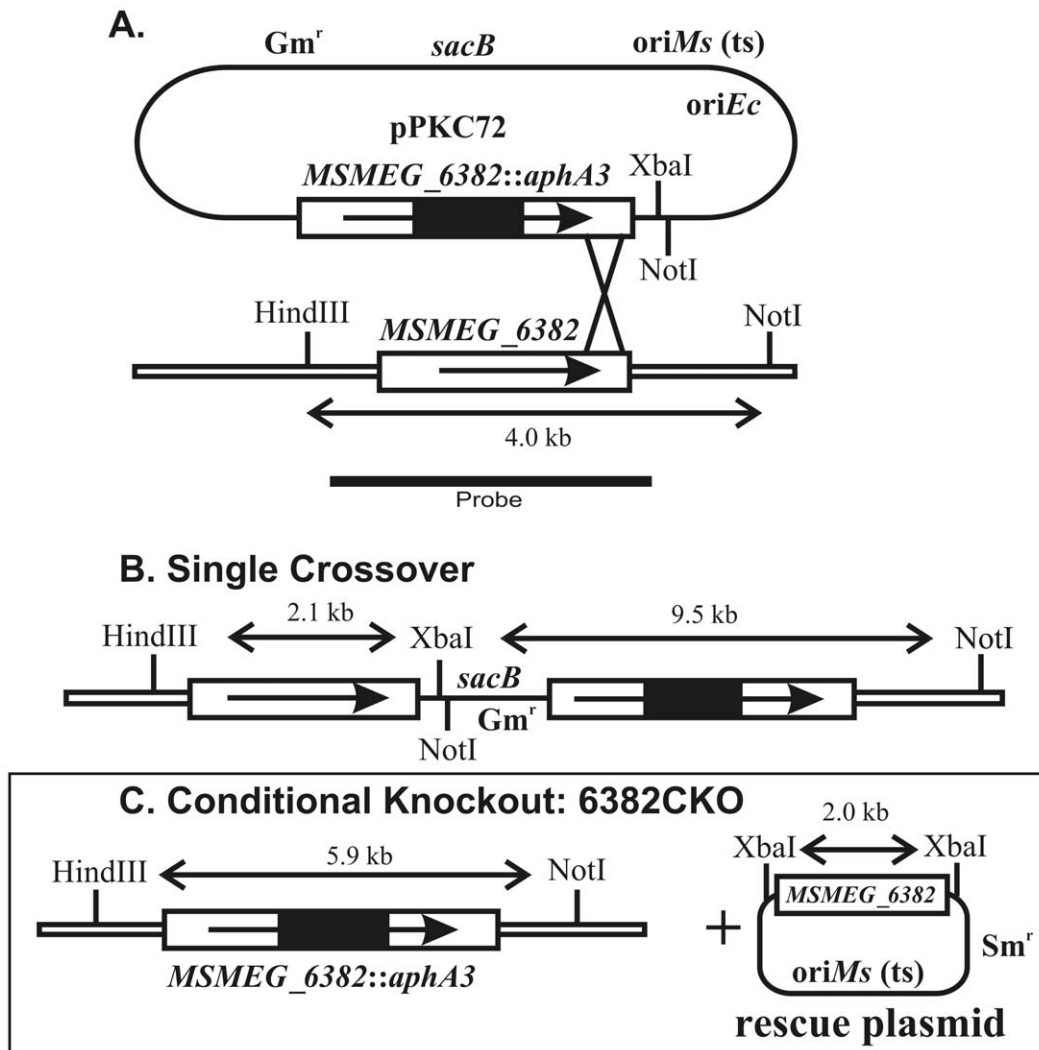 A.
Gmʳ sacB oriMs (ts)
oriEc
pPKC72
MSMEG_6382::aphA3 XbaI
NotI
HindIII MSMEG_6382 NotI
4.0 kb
Probe
B. Single Crossover
2.1 kb 9.5 kb
HindIII XbaI NotI
sacB
Gmʳ
NotI
C. Conditional Knockout: 6382CKO
2.0 kb
XbaI XbaI
5.9 kb
HindIII NotI
MSMEG_6382
Smʳ
oriMs (ts)
MSMEG_6382::aphA3
+
rescue plasmid